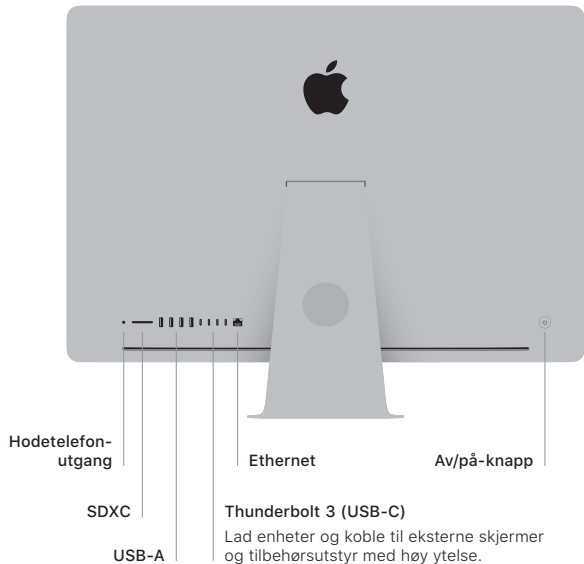 Hodetelefon-
utgang
Ethernet
Av/på-knapp
SDXC
Thunderbolt 3 (USB-C)
Lad enheter og koble til eksterne skjermer
og tilbehørsutstyr med høy ytelse.
USB-A